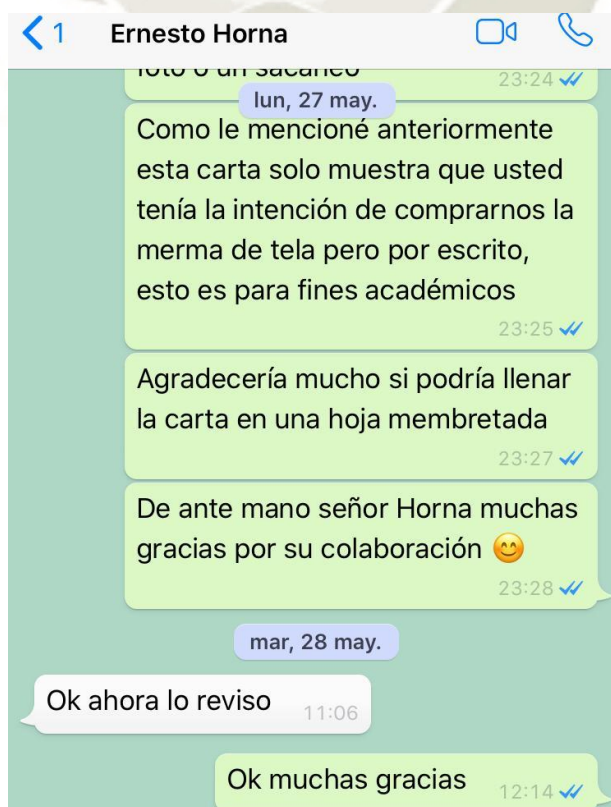 1 Ernesto Horna
foto o un sacaneo
23:24
lun, 27 may.
Como le mencioné anteriormente
esta carta solo muestra que usted
tenía la intención de comprarnos la
merma de tela pero por escrito,
esto es para fines académicos
23:25
Agradecería mucho si podría llenar
la carta en una hoja membretada
23:27
De ante mano señor Horna muchas
gracias por su colaboración 😊
23:28
mar, 28 may.
Ok ahora lo reviso 11:06
Ok muchas gracias 12:14